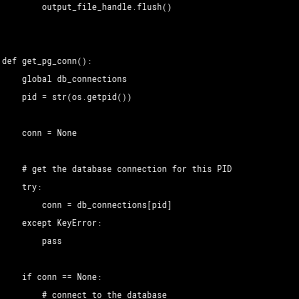 output_file_handle.flush()
def get_pg_conn():
global db_connections
pid = str(os.getpid())
conn = None
# get the database connection for this PID
try:
conn = db_connections[pid]
except KeyError:
pass
if conn == None:
# connect to the database